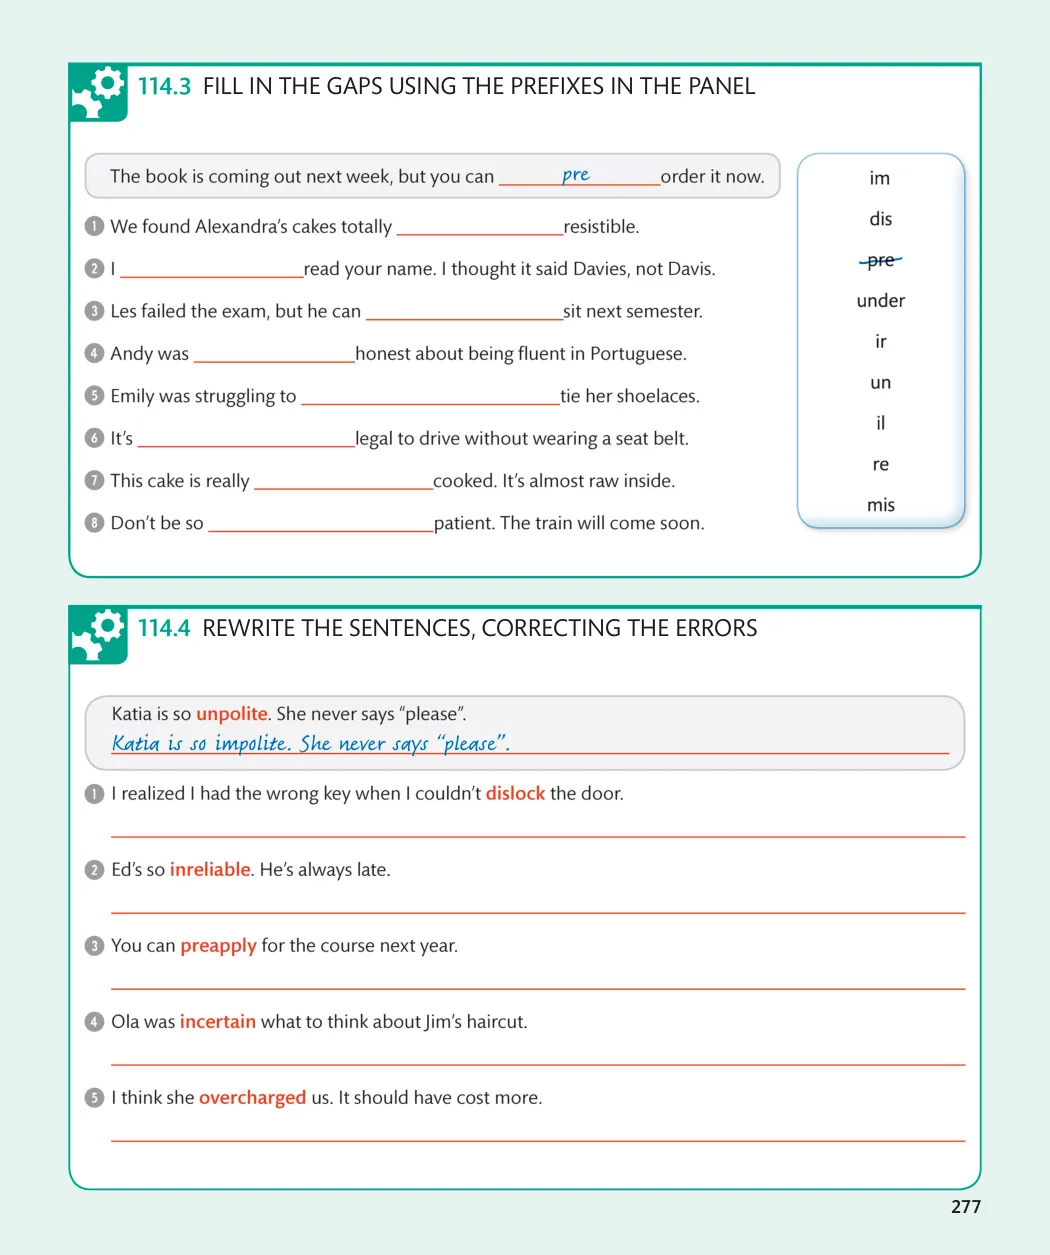 114.3 FILL IN THE GAPS USING THE PREFIXES IN THE PANEL
The book is coming out next week, but you can pre order it now.
1 We found Alexandra's cakes totally ____ resistible.
2 I ____ read your name. I thought it said Davies, not Davis.
3 Les failed the exam, but he can ____ sit next semester.
4 Andy was ____ honest about being fluent in Portuguese.
5 Emily was struggling to ____ tie her shoelaces.
6 It's ____ legal to drive without wearing a seat belt.
7 This cake is really ____ cooked. It's almost raw inside.
8 Don't be so ____ patient. The train will come soon.
im
dis
pre
under
ir
un
il
re
mis
114.4 REWRITE THE SENTENCES, CORRECTING THE ERRORS
Katia is so unpolite. She never says “please”.
Katia is so impolite. She never says “please”.
1 I realized I had the wrong key when I couldn't dislock the door.
2 Ed's so inreliable. He's always late.
3 You can preapply for the course next year.
4 Ola was incertain what to think about Jim's haircut.
5 I think she overcharged us. It should have cost more.
277